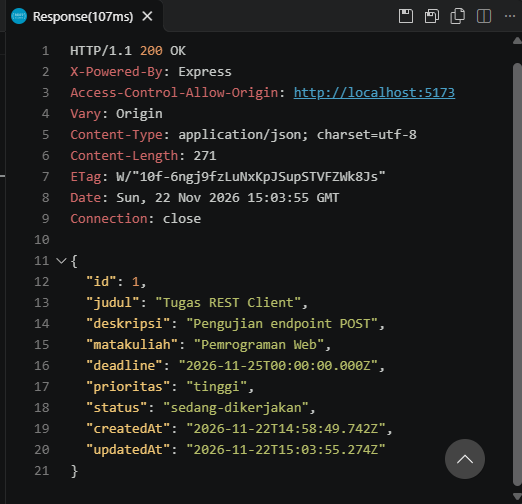 Response(107ms)
1 HTTP/1.1 200 OK
2 X-Powered-By: Express
3 Access-Control-Allow-Origin: http://localhost:5173
4 Vary: Origin
5 Content-Type: application/json; charset=utf-8
6 Content-Length: 271
7 ETag: W/"10f-6ngj9fzLuNxKpJSupSTVFZWk8Js"
8 Date: Sun, 22 Nov 2026 15:03:55 GMT
9 Connection: close
10
11 {
12 "id": 1,
13 "judul": "Tugas REST Client",
14 "deskripsi": "Pengujian endpoint POST",
15 "matakuliah": "Pemrograman Web",
16 "deadline": "2026-11-25T00:00:00.000Z",
17 "prioritas": "tinggi",
18 "status": "sedang-dikerjakan",
19 "createdAt": "2026-11-22T14:58:49.742Z",
20 "updatedAt": "2026-11-22T15:03:55.274Z"
21 }